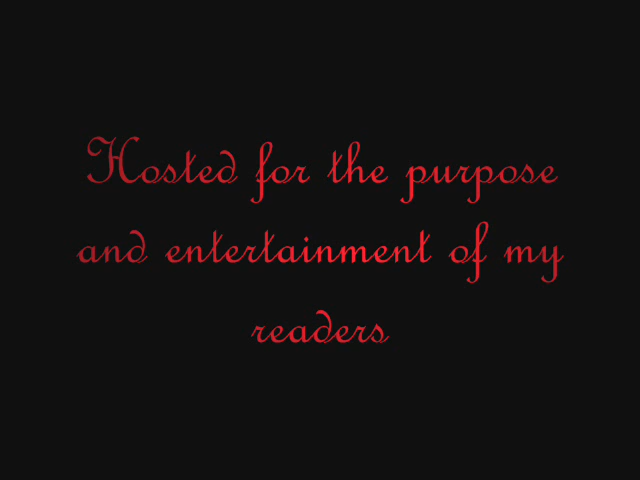 Hosted for the purpose
and entertainment of my
readers